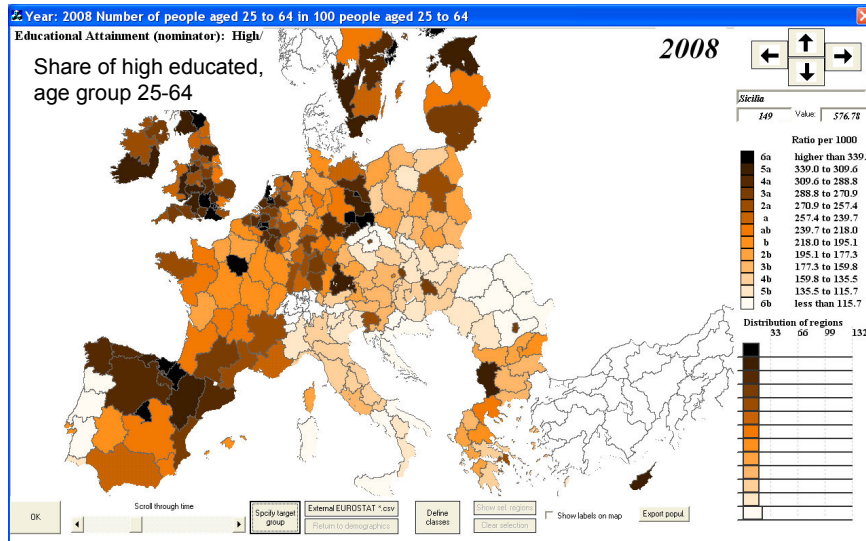 Year: 2008 Number of people aged 25 to 64 in 100 people aged 25 to 64
Educational Attainment (nominator): High/
Share of high educated,
age group 25-64
2008
Sicilia
149 Value: 576.78
Ratio per 1000
6a higher than 339.
5a 339.0 to 309.6
4a 309.6 to 288.8
3a 288.8 to 270.9
2a 270.9 to 257.4
a 257.4 to 239.7
ab 239.7 to 218.0
b 218.0 to 195.1
2b 195.1 to 177.3
3b 177.3 to 159.8
4b 159.8 to 135.5
5b 135.5 to 115.7
6b less than 115.7
Distribution of regions
33 66 99 132
OK
Scroll through time
Spcify target group
External EUROSTAT *.csv
Return to demographics
Define classes
Show sel. regions
Clear selection
Show labels on map
Export popul.